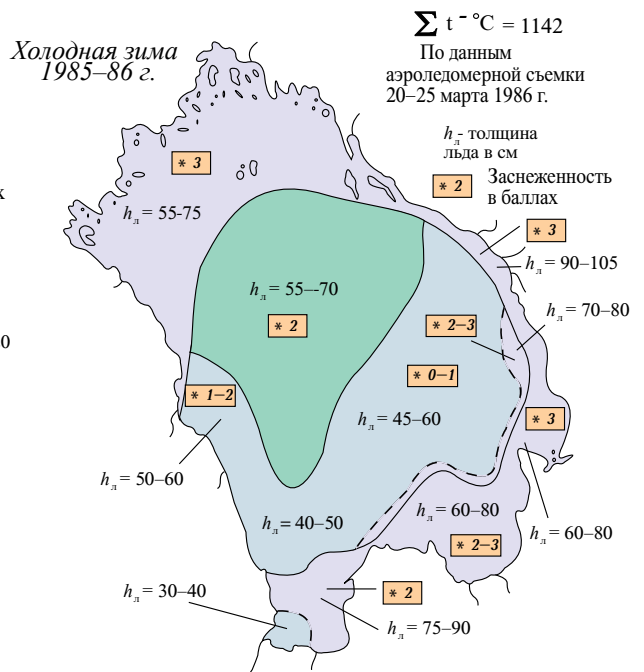 Холодная зима
1985–86 г.
∑ t – °C = 1142
По данным
аэроледомерной съемки
20–25 марта 1986 г.
hл- толщина
льда в см
* 2
Заснеженность
в баллах
* 3
х
hл = 55-75
* 3
hл = 90–105
hл = 55–-70
hл = 70–80
* 2
* 2–3
0
* 0–1
* 1–2
hл = 45–60
* 3
hл = 50–60
hл = 60–80
hл = 40–50
hл = 60–80
* 2–3
hл = 30–40
* 2
hл = 75–90